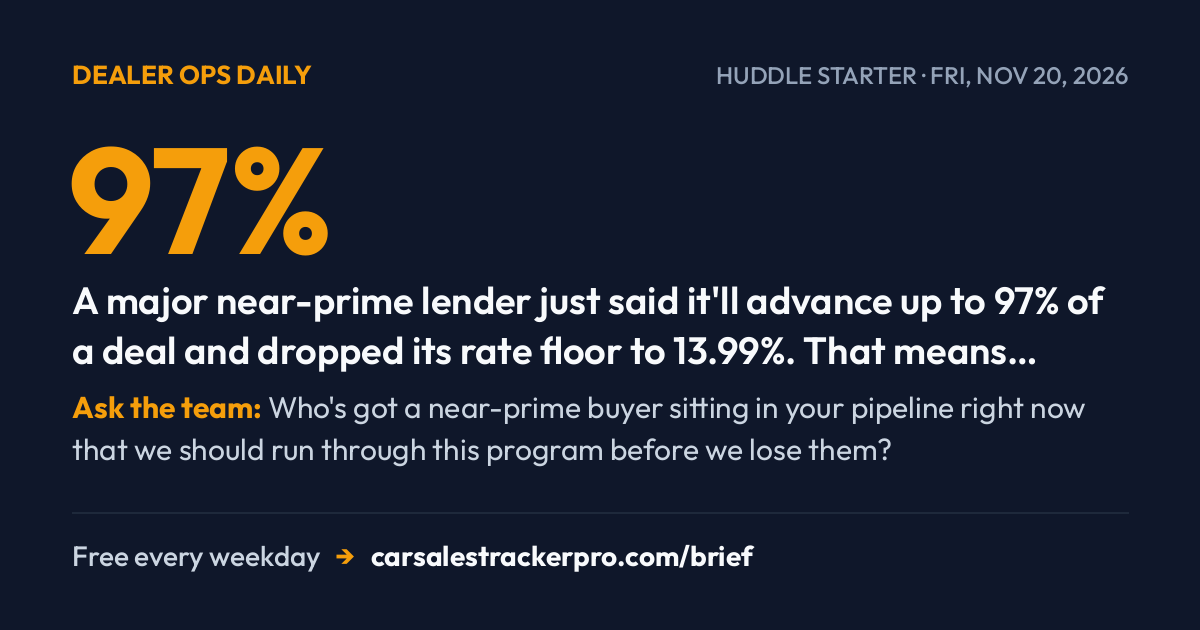 DEALER OPS DAILY
HUDDLE STARTER · FRI, NOV 20, 2026
97%
A major near-prime lender just said it'll advance up to 97% of
a deal and dropped its rate floor to 13.99%. That means...
Ask the team: Who's got a near-prime buyer sitting in your pipeline right now
that we should run through this program before we lose them?
Free every weekday → carsalestrackerpro.com/brief